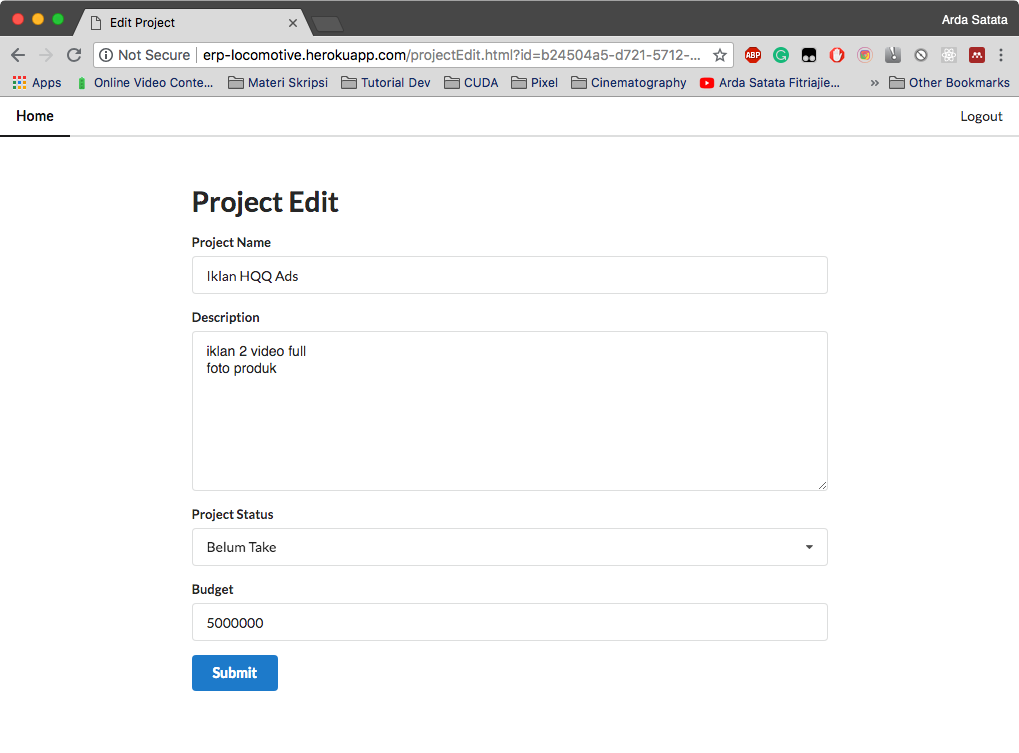 Edit Project
Arda Satata
Not Secure
erp-locomotive.herokuapp.com/projectEdit.html?id=b24504a5-d721-5712-...
ABP
Apps
Online Video Conte...
Materi Skripsi
Tutorial Dev
CUDA
Pixel
Cinematography
Arda Satata Fitriajie...
»
Other Bookmarks
Home
Logout
Project Edit
Project Name
Iklan HQQ Ads
Description
iklan 2 video full
foto produk
Project Status
Belum Take
Budget
5000000
Submit